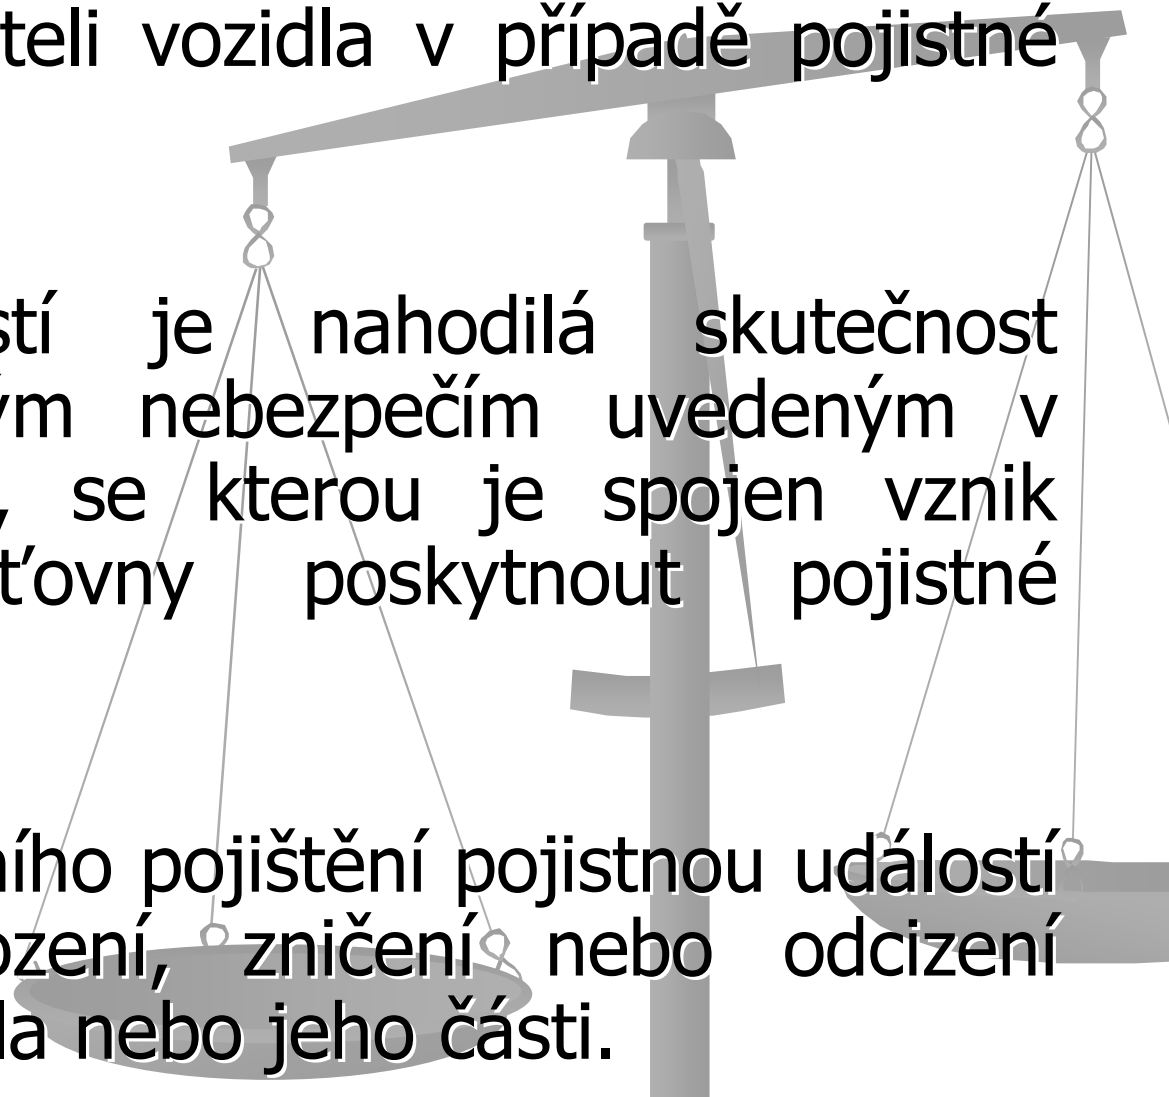 teli vozidla v případě pojistné
stí je nahodilá skutečnost
ým nebezpečím uvedeným v
, se kterou je spojen vznik
šťovny poskytnout pojistné
ního pojištění pojistnou událostí
ození, zničení nebo odcizení
la nebo jeho části.